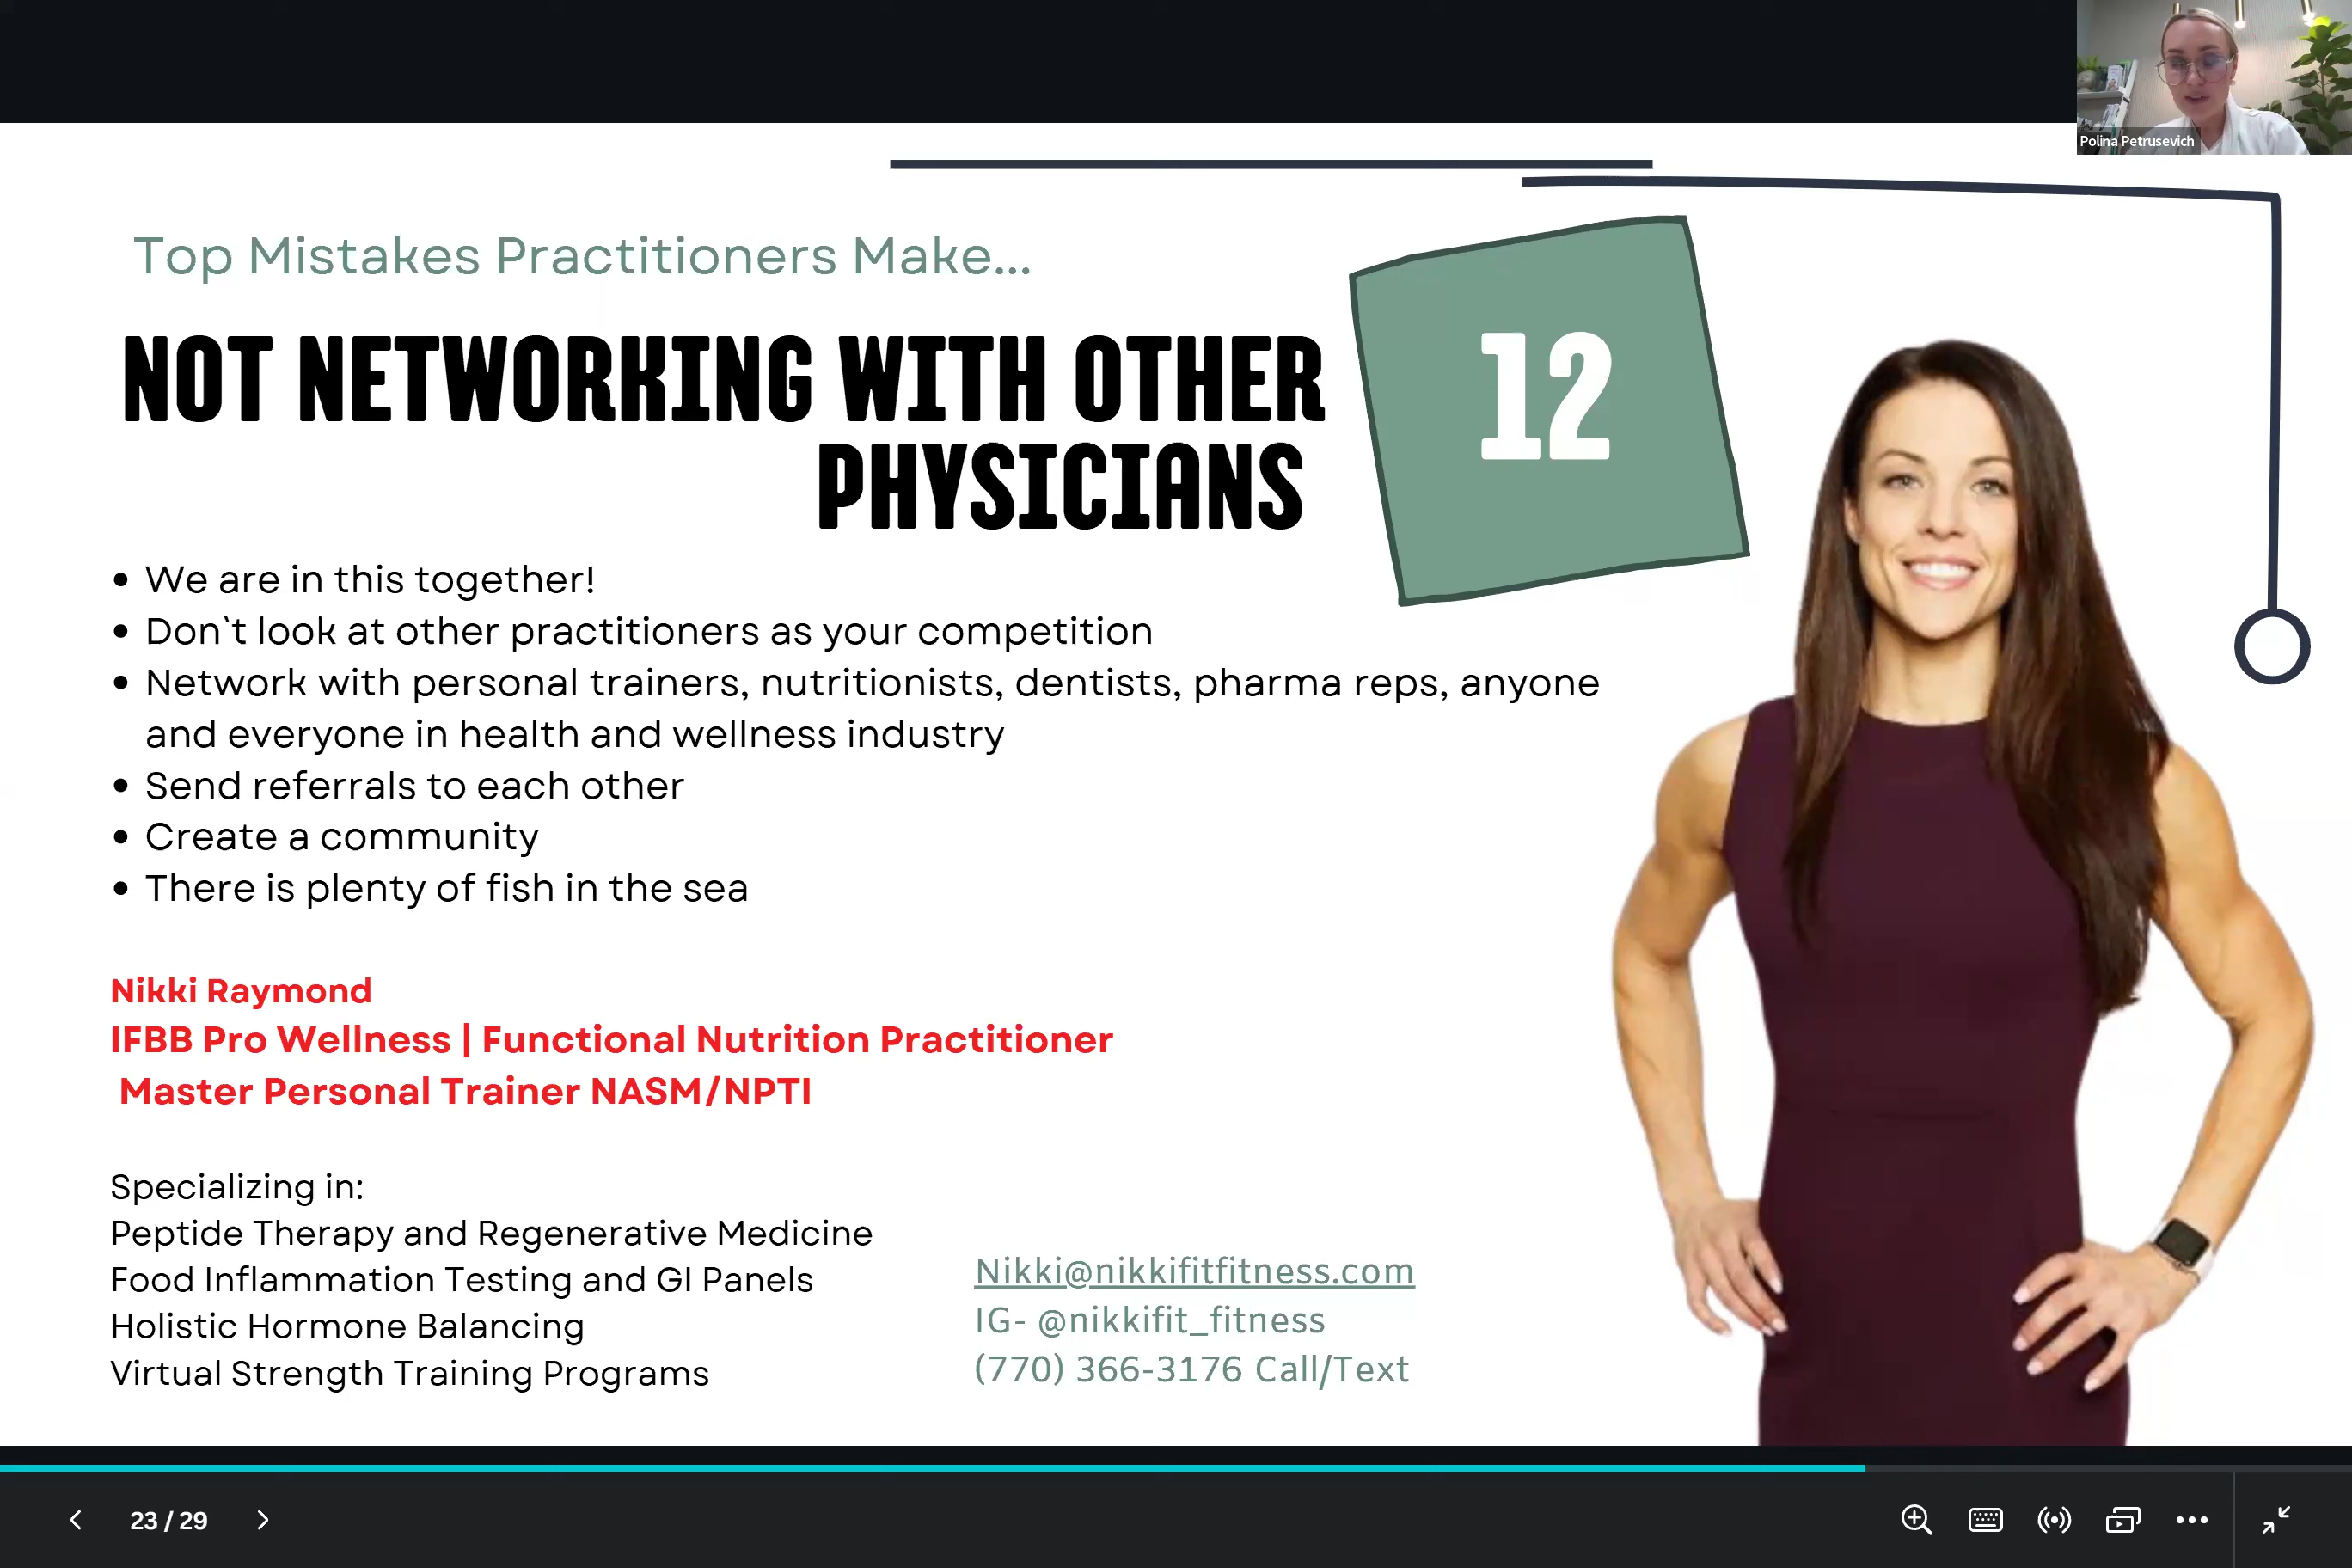 Polina Petrusevich
Top Mistakes Practitioners Make...
NOT NETWORKING WITH OTHER
PHYSICIANS
12
• We are in this together!
• Don`t look at other practitioners as your competition
• Network with personal trainers, nutritionists, dentists, pharma reps, anyone
and everyone in health and wellness industry
• Send referrals to each other
• Create a community
• There is plenty of fish in the sea
Nikki Raymond
IFBB Pro Wellness | Functional Nutrition Practitioner
Master Personal Trainer NASM/NPTI
Specializing in:
Peptide Therapy and Regenerative Medicine
Food Inflammation Testing and GI Panels
Holistic Hormone Balancing
Virtual Strength Training Programs
Nikki@nikkifitfitness.com
IG- @nikkifit_fitness
(770) 366-3176 Call/Text
23 / 29